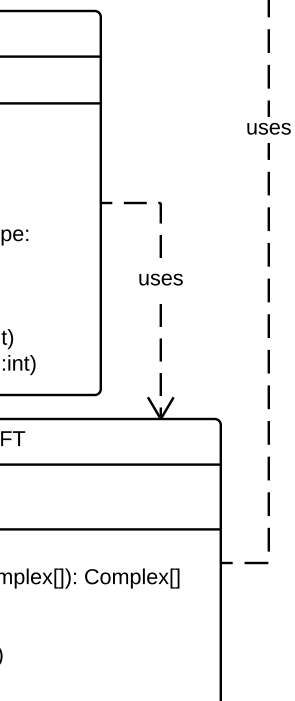 uses
pe:
uses
t)
:int)
FT
mplex[]): Complex[]
)